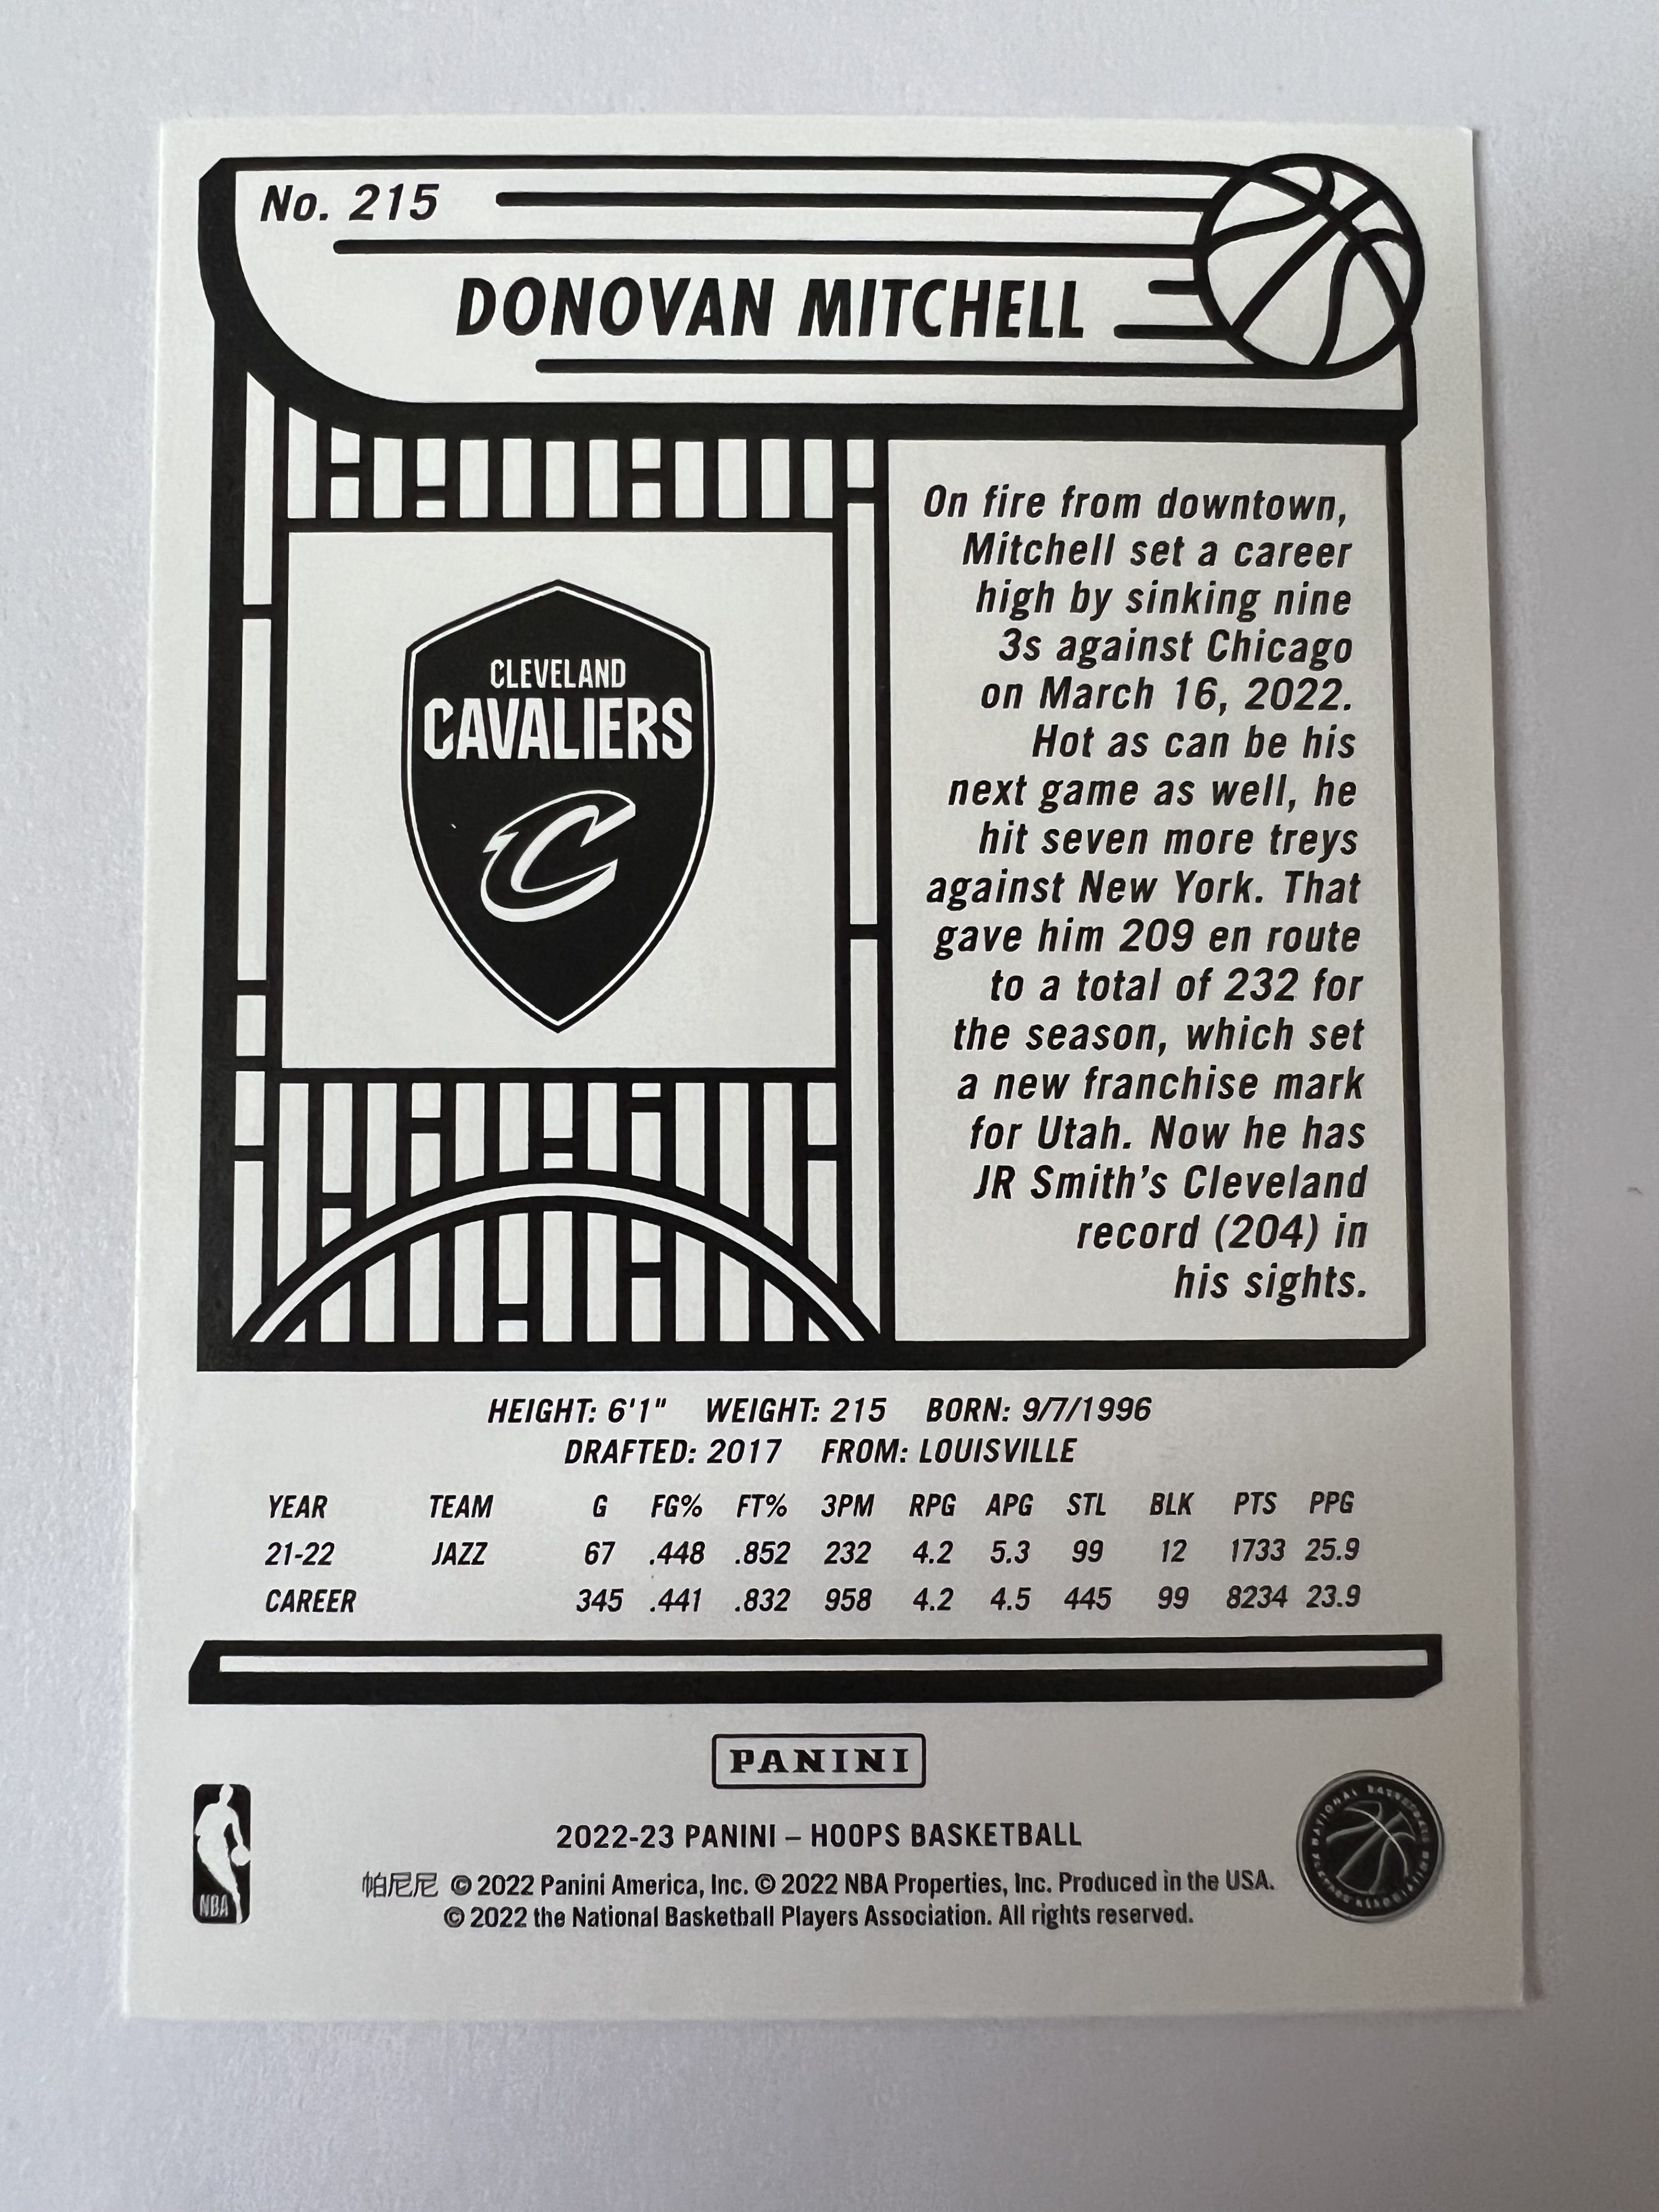 No. 215
DONOVAN MITCHELL
CLEVELAND
CAVALIERS
C
On fire from downtown,
Mitchell set a career
high by sinking nine
3s against Chicago
on March 16, 2022.
Hot as can be his
next game as well, he
hit seven more treys
against New York. That
gave him 209 en route
to a total of 232 for
the season, which set
a new franchise mark
for Utah. Now he has
JR Smith's Cleveland
record (204) in
his sights.
HEIGHT: 6'1" WEIGHT: 215 BORN: 9/7/1996
DRAFTED: 2017 FROM: LOUISVILLE
YEAR TEAM G FG% FT% 3PM RPG APG STL BLK PTS PPG
21-22 JAZZ 67 .448 .852 232 4.2 5.3 99 12 1733 25.9
CAREER 345 .441 .832 958 4.2 4.5 445 99 8234 23.9
PANINI
2022-23 PANINI – HOOPS BASKETBALL
帕尼尼 © 2022 Panini America, Inc. © 2022 NBA Properties, Inc. Produced in the USA.
© 2022 the National Basketball Players Association. All rights reserved.
NBA
NATIONAL BASKETBALL